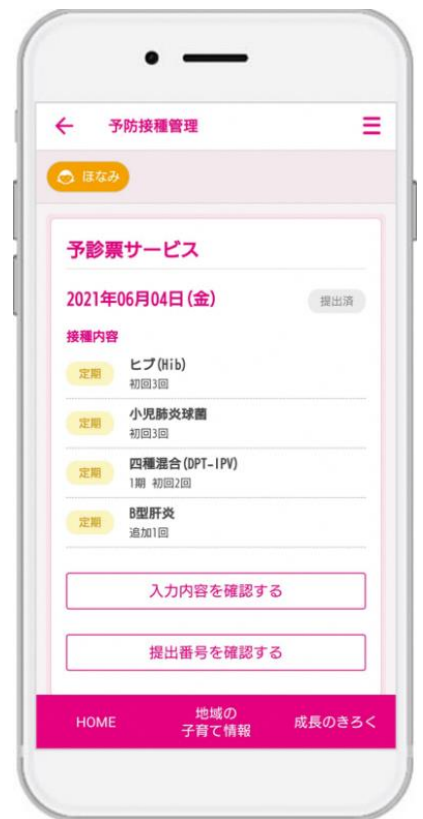 予防接種管理
ほなみ
予診票サービス
2021年06月04日(金)
提出済
接種内容
定期
ヒブ(Hib)
初回3回
定期
小児肺炎球菌
初回3回
定期
四種混合(DPT-IPV)
1期 初回2回
定期
B型肝炎
追加1回
入力内容を確認する
提出番号を確認する
HOME
地域の
子育て情報
成長のきろく